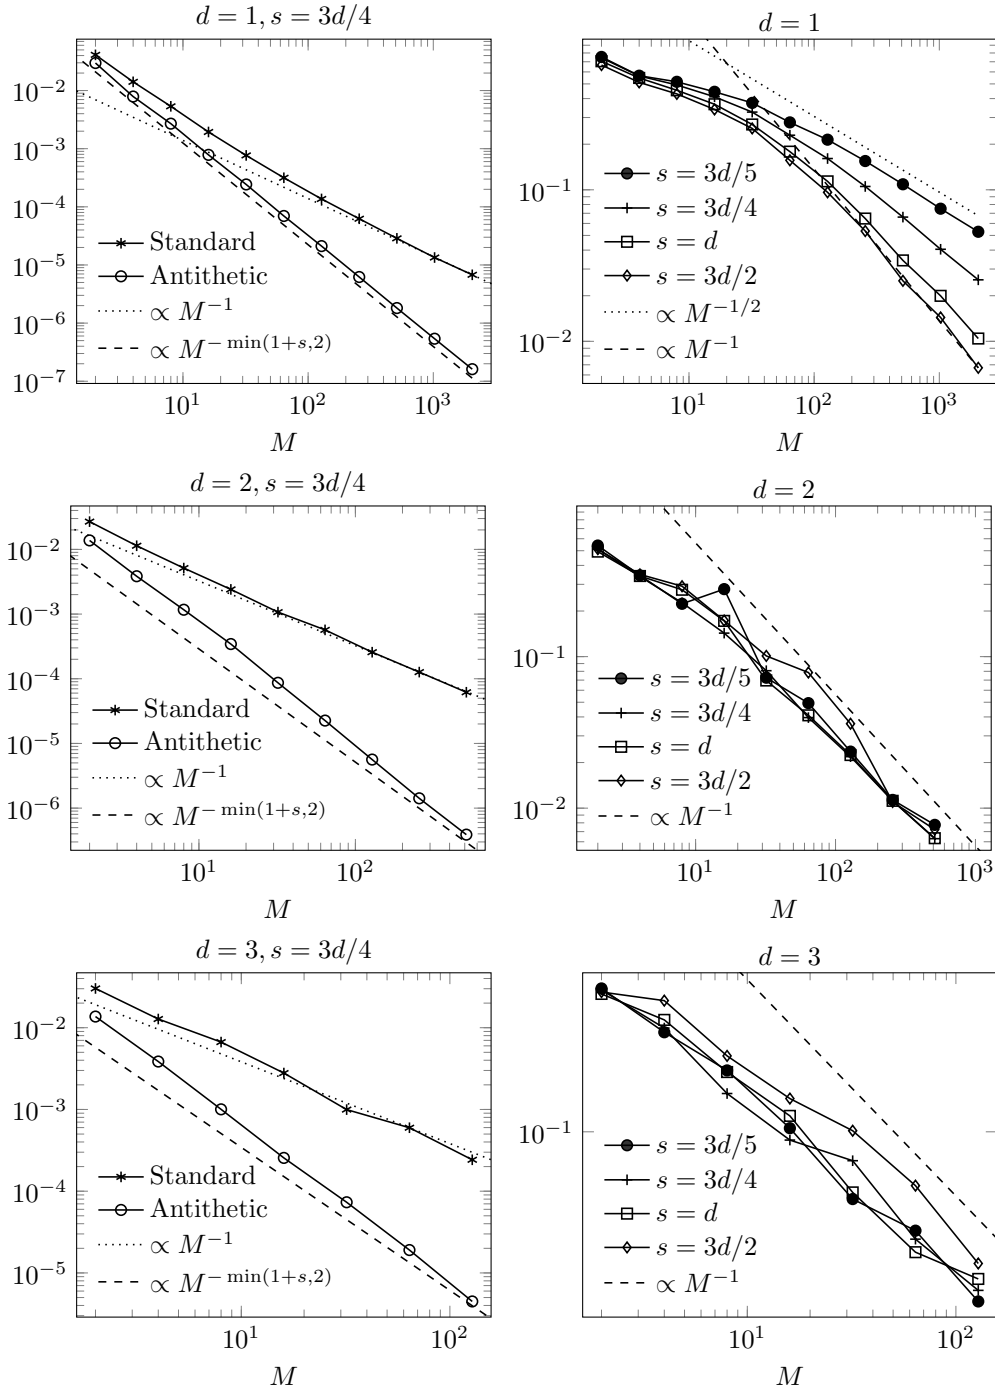 d = 1, s = 3d/4
10^{-2}
10^{-3}
10^{-4}
10^{-5}
10^{-6}
10^{-7}
Standard
Antithetic
∝ M^{-1}
∝ M^{-min(1+s,2)}
10^1
10^2
10^3
M
d = 1
10^{-1}
10^{-2}
s = 3d/5
s = 3d/4
s = d
s = 3d/2
∝ M^{-1/2}
∝ M^{-1}
10^1
10^2
10^3
M
d = 2, s = 3d/4
10^{-2}
10^{-3}
10^{-4}
10^{-5}
10^{-6}
Standard
Antithetic
∝ M^{-1}
∝ M^{-min(1+s,2)}
10^1
10^2
M
d = 2
10^{-1}
10^{-2}
s = 3d/5
s = 3d/4
s = d
s = 3d/2
∝ M^{-1}
10^1
10^2
10^3
M
d = 3, s = 3d/4
10^{-2}
10^{-3}
10^{-4}
10^{-5}
Standard
Antithetic
∝ M^{-1}
∝ M^{-min(1+s,2)}
10^1
10^2
M
d = 3
10^{-1}
s = 3d/5
s = 3d/4
s = d
s = 3d/2
∝ M^{-1}
10^1
10^2
M